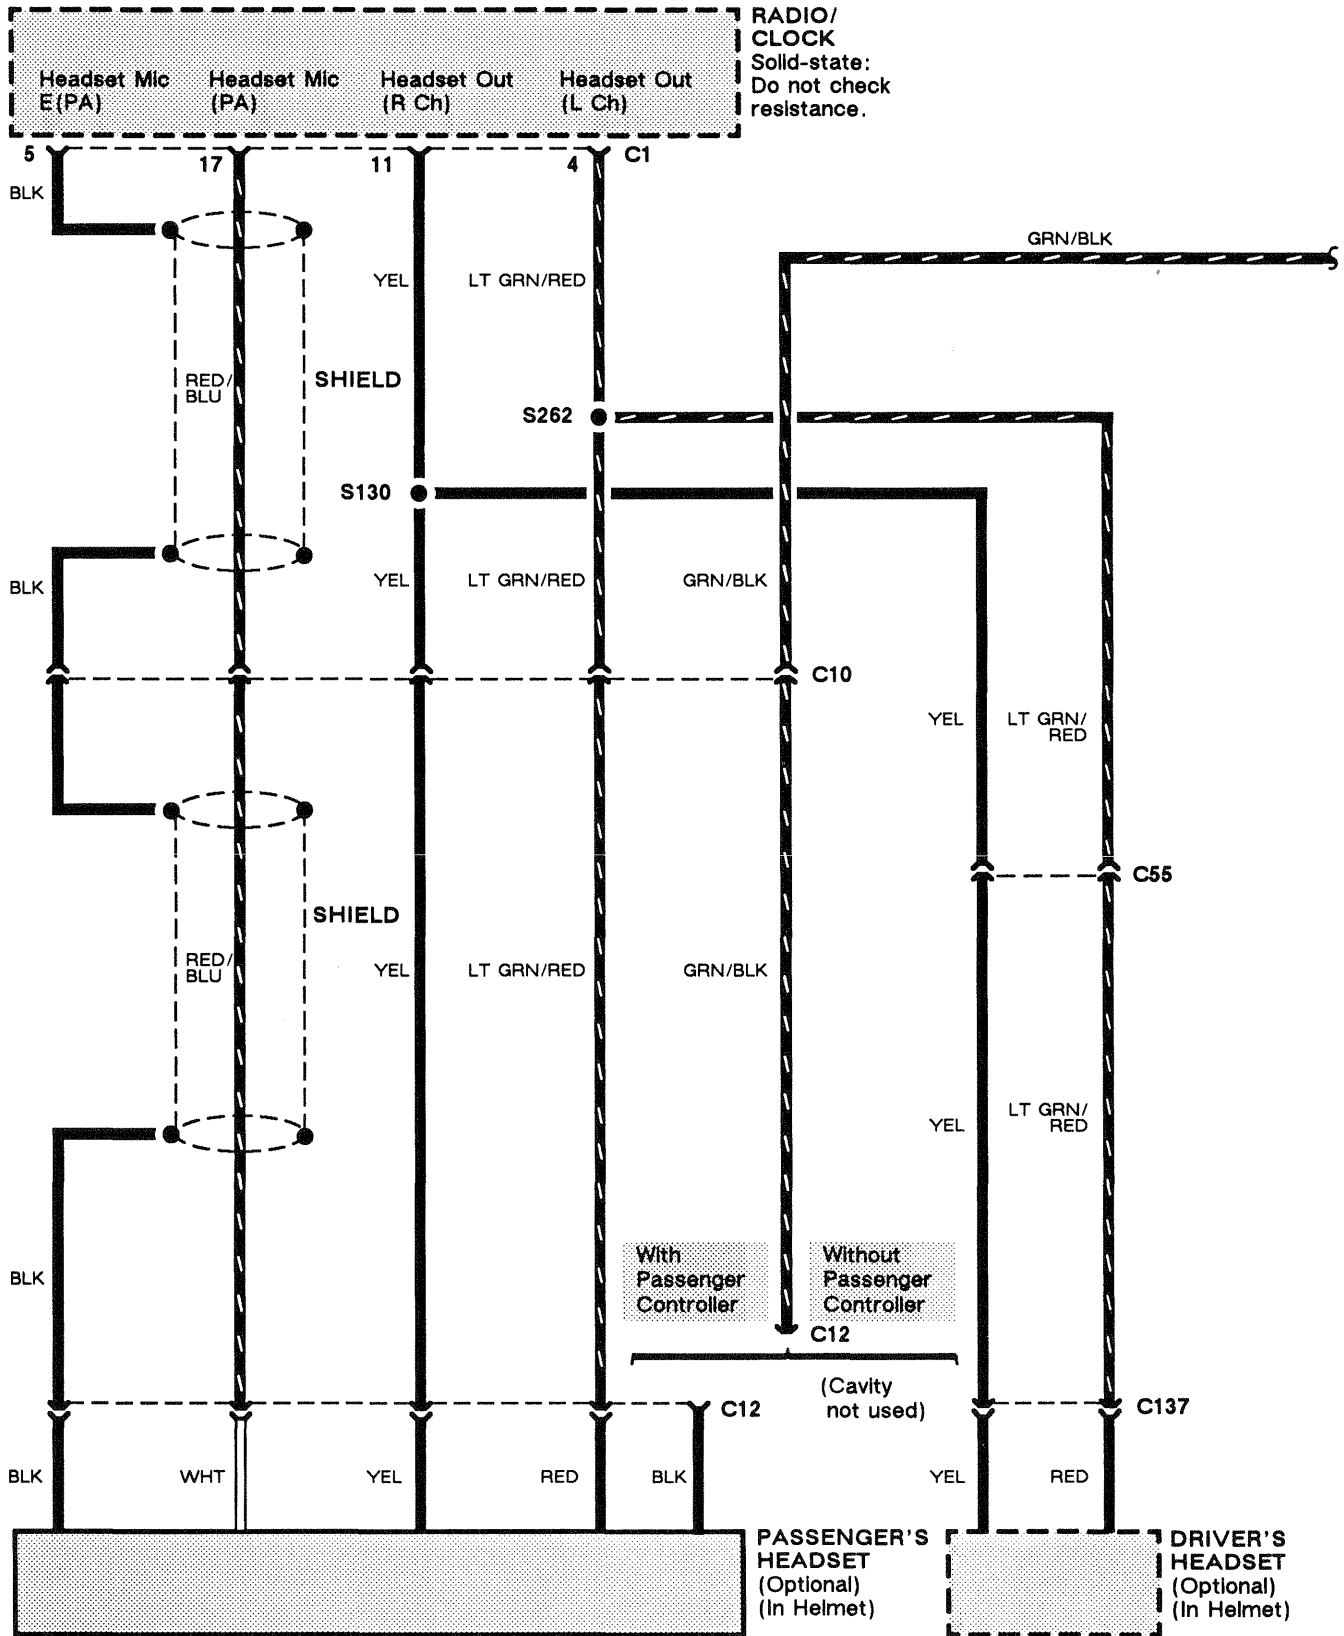 RADIO/
CLOCK
Solid-state:
Do not check
resistance.
Headset Mic
E(PA)
Headset Mic
(PA)
Headset Out
(R Ch)
Headset Out
(L Ch)
5
17
11
4
C1
BLK
GRN/BLK
YEL
LT GRN/RED
RED/
BLU
SHIELD
S262
S130
BLK
YEL
LT GRN/RED
GRN/BLK
C10
YEL
LT GRN/
RED
C55
SHIELD
RED/
BLU
YEL
LT GRN/RED
GRN/BLK
YEL
LT GRN/
RED
BLK
With
Passenger
Controller
Without
Passenger
Controller
C12
(Cavity
not used)
C12
C137
BLK
WHT
YEL
RED
BLK
YEL
RED
PASSENGER'S
HEADSET
(Optional)
(In Helmet)
DRIVER'S
HEADSET
(Optional)
(In Helmet)